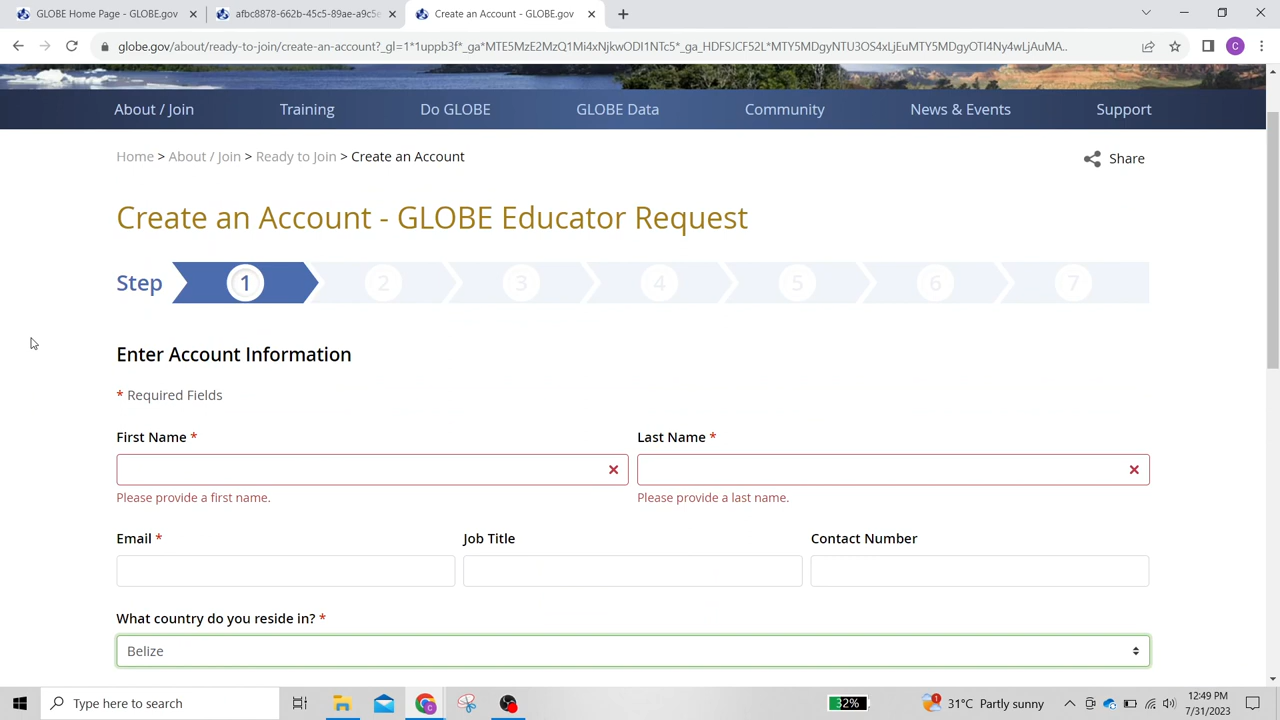 GLOBE Home Page - GLOBE.gov
afbc8878-662b-45c5-89ae-a9c5e
Create an Account - GLOBE.gov
globe.gov/about/ready-to-join/create-an-account?_gl=1*1uppb3f*_ga*MTE5MzE2MzQ1Mi4xNjkwODI1NTc5*_ga_HDFSJCF52L*MTY5MDgyNTU3OS4xLjEuMTY5MDgyOTI4Ny4wLjAuMA..
C
About / Join Training Do GLOBE GLOBE Data Community News & Events Support
Home > About / Join > Ready to Join > Create an Account
Share
Create an Account - GLOBE Educator Request
Step 1 2 3 4 5 6 7
Enter Account Information
* Required Fields
First Name * Last Name *
Please provide a first name. Please provide a last name.
Email * Job Title Contact Number
What country do you reside in? *
Belize
Type here to search
32%
1
31°C Partly sunny
12:49 PM
7/31/2023